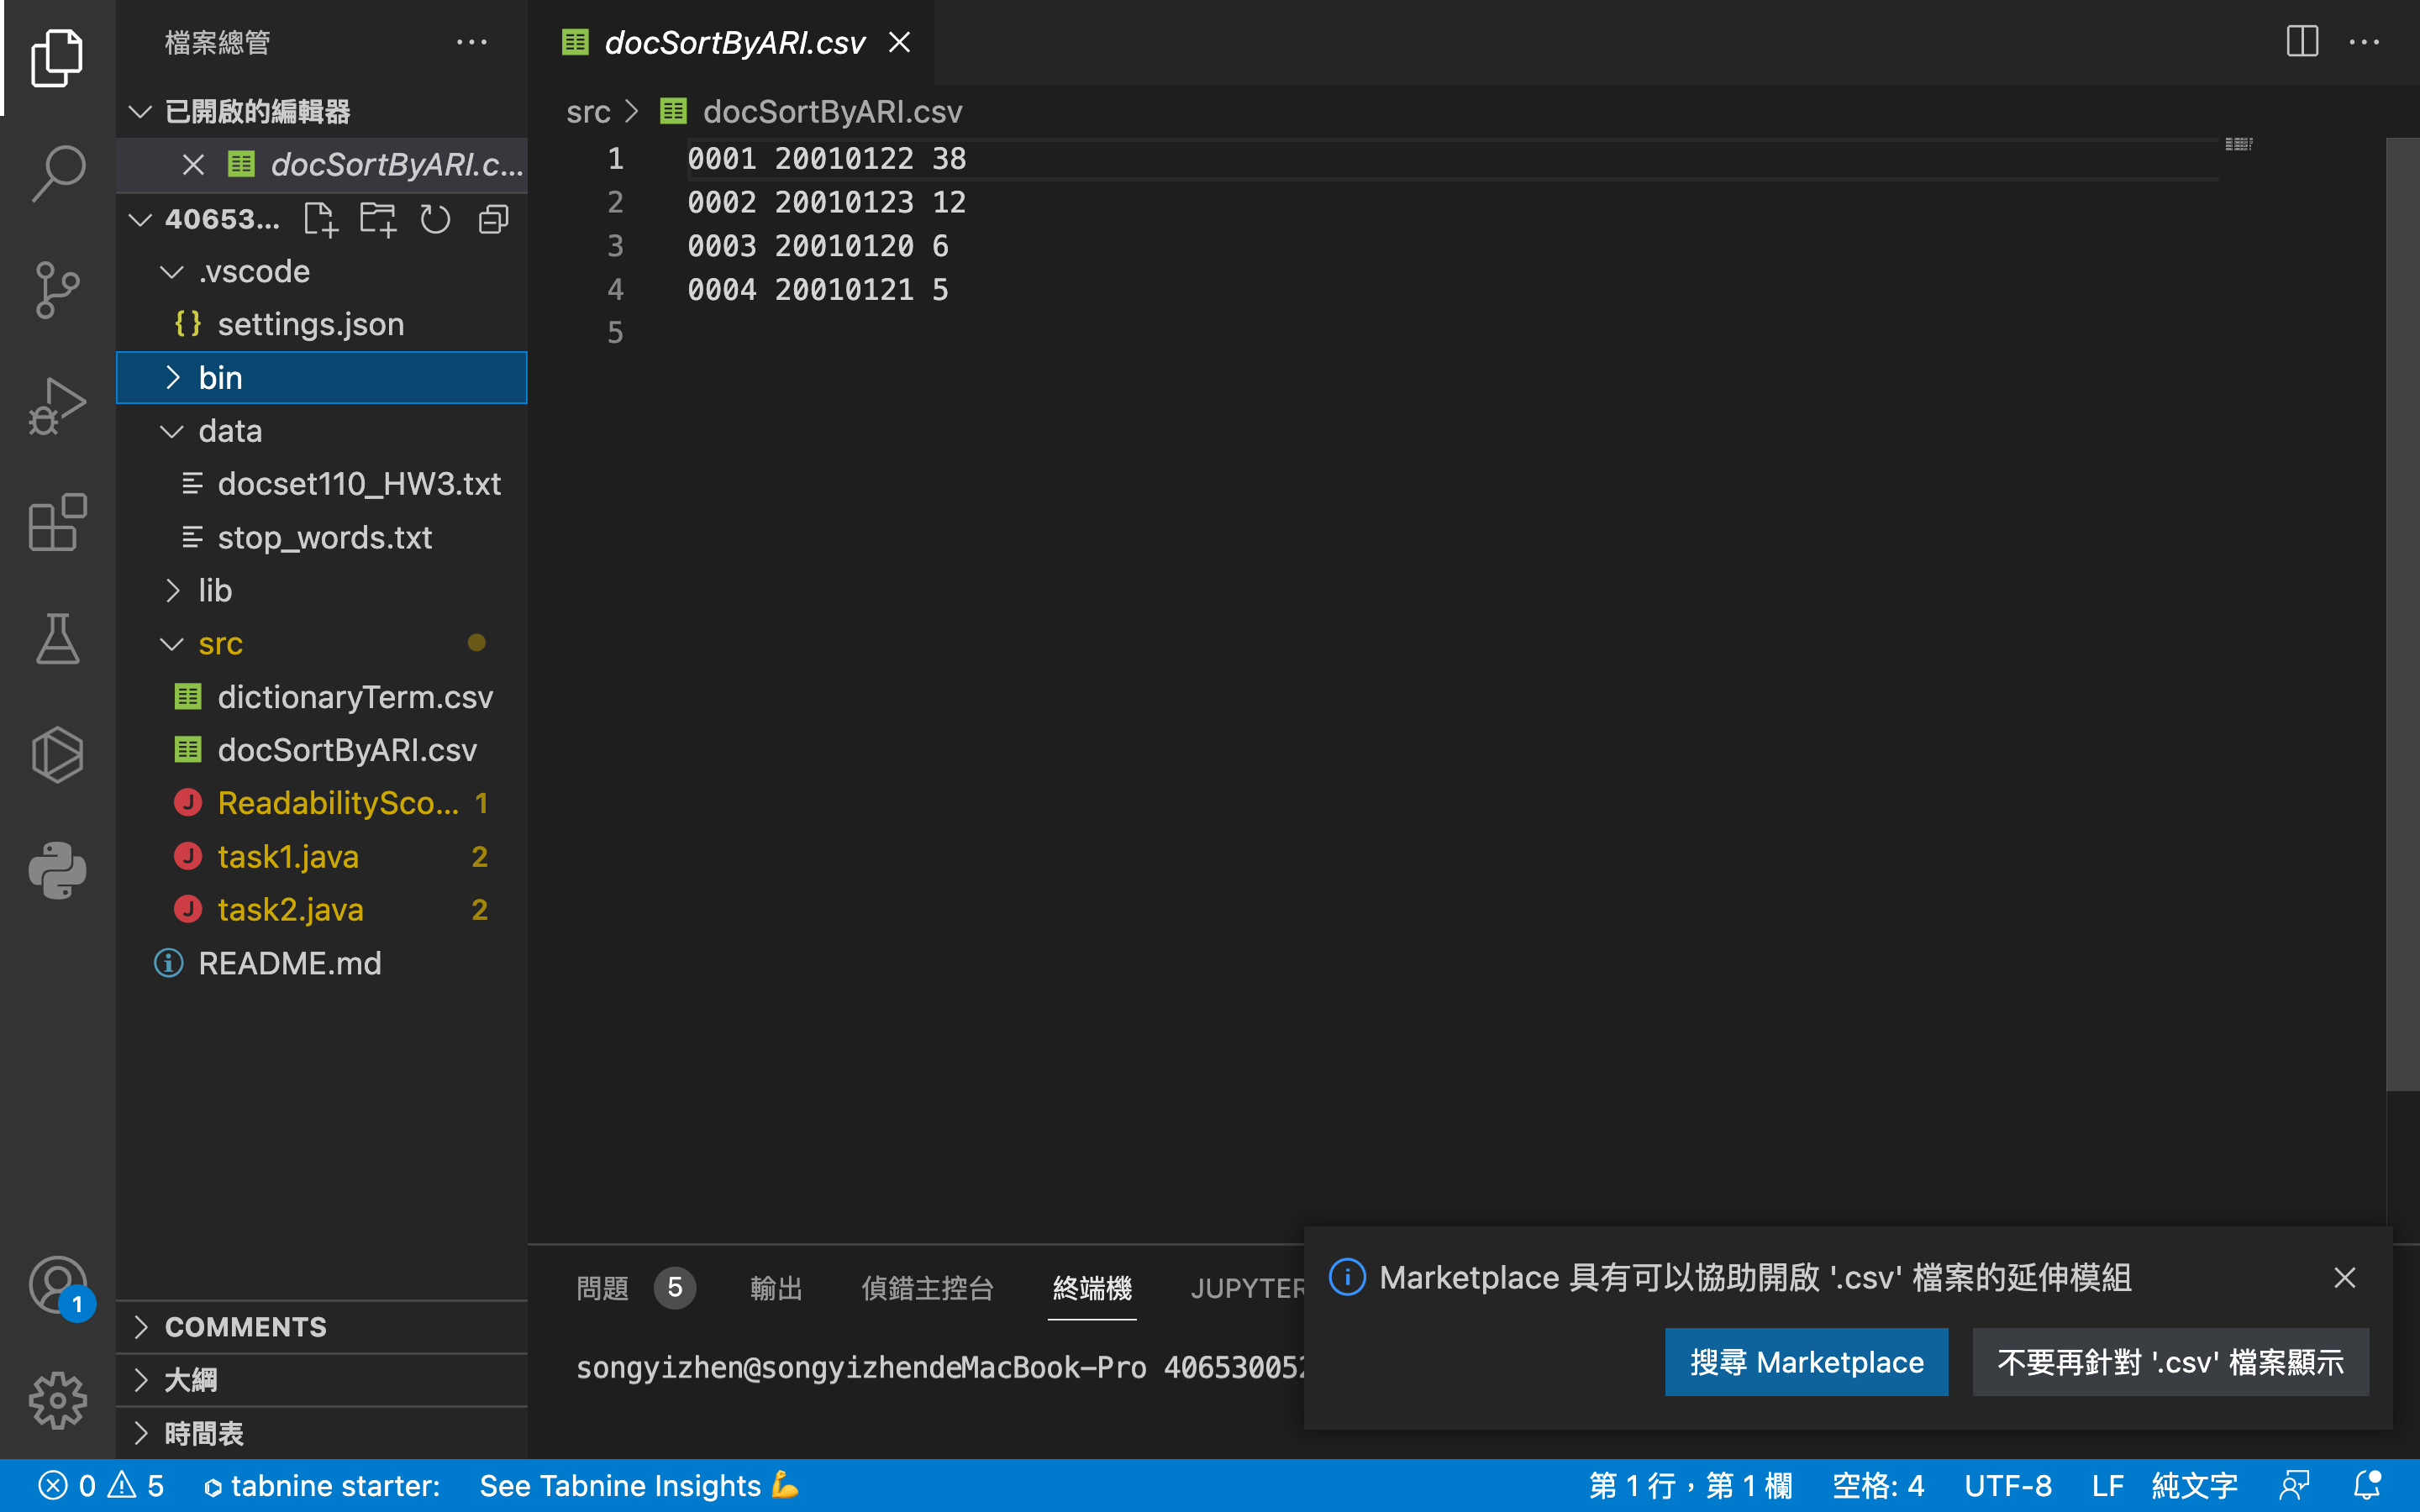 檔案總管
已開啟的編輯器
docSortByARI.c...
40653...
.vscode
settings.json
bin
data
docset110_HW3.txt
stop_words.txt
lib
src
dictionaryTerm.csv
docSortByARI.csv
ReadabilitySco... 1
task1.java 2
task2.java 2
README.md
COMMENTS
大綱
時間表
docSortByARI.csv
src > docSortByARI.csv
1 0001 20010122 38
2 0002 20010123 12
3 0003 20010120 6
4 0004 20010121 5
5
問題 5 輸出 偵錯主控台 終端機 JUPYTER
songyizhen@songyizhendeMacBook-Pro 406530052
Marketplace 具有可以協助開啟 '.csv' 檔案的延伸模組
搜尋 Marketplace 不要再針對 '.csv' 檔案顯示
1
0 5 tabnine starter: See Tabnine Insights 💪 第 1 行，第 1 欄 空格: 4 UTF-8 LF 純文字